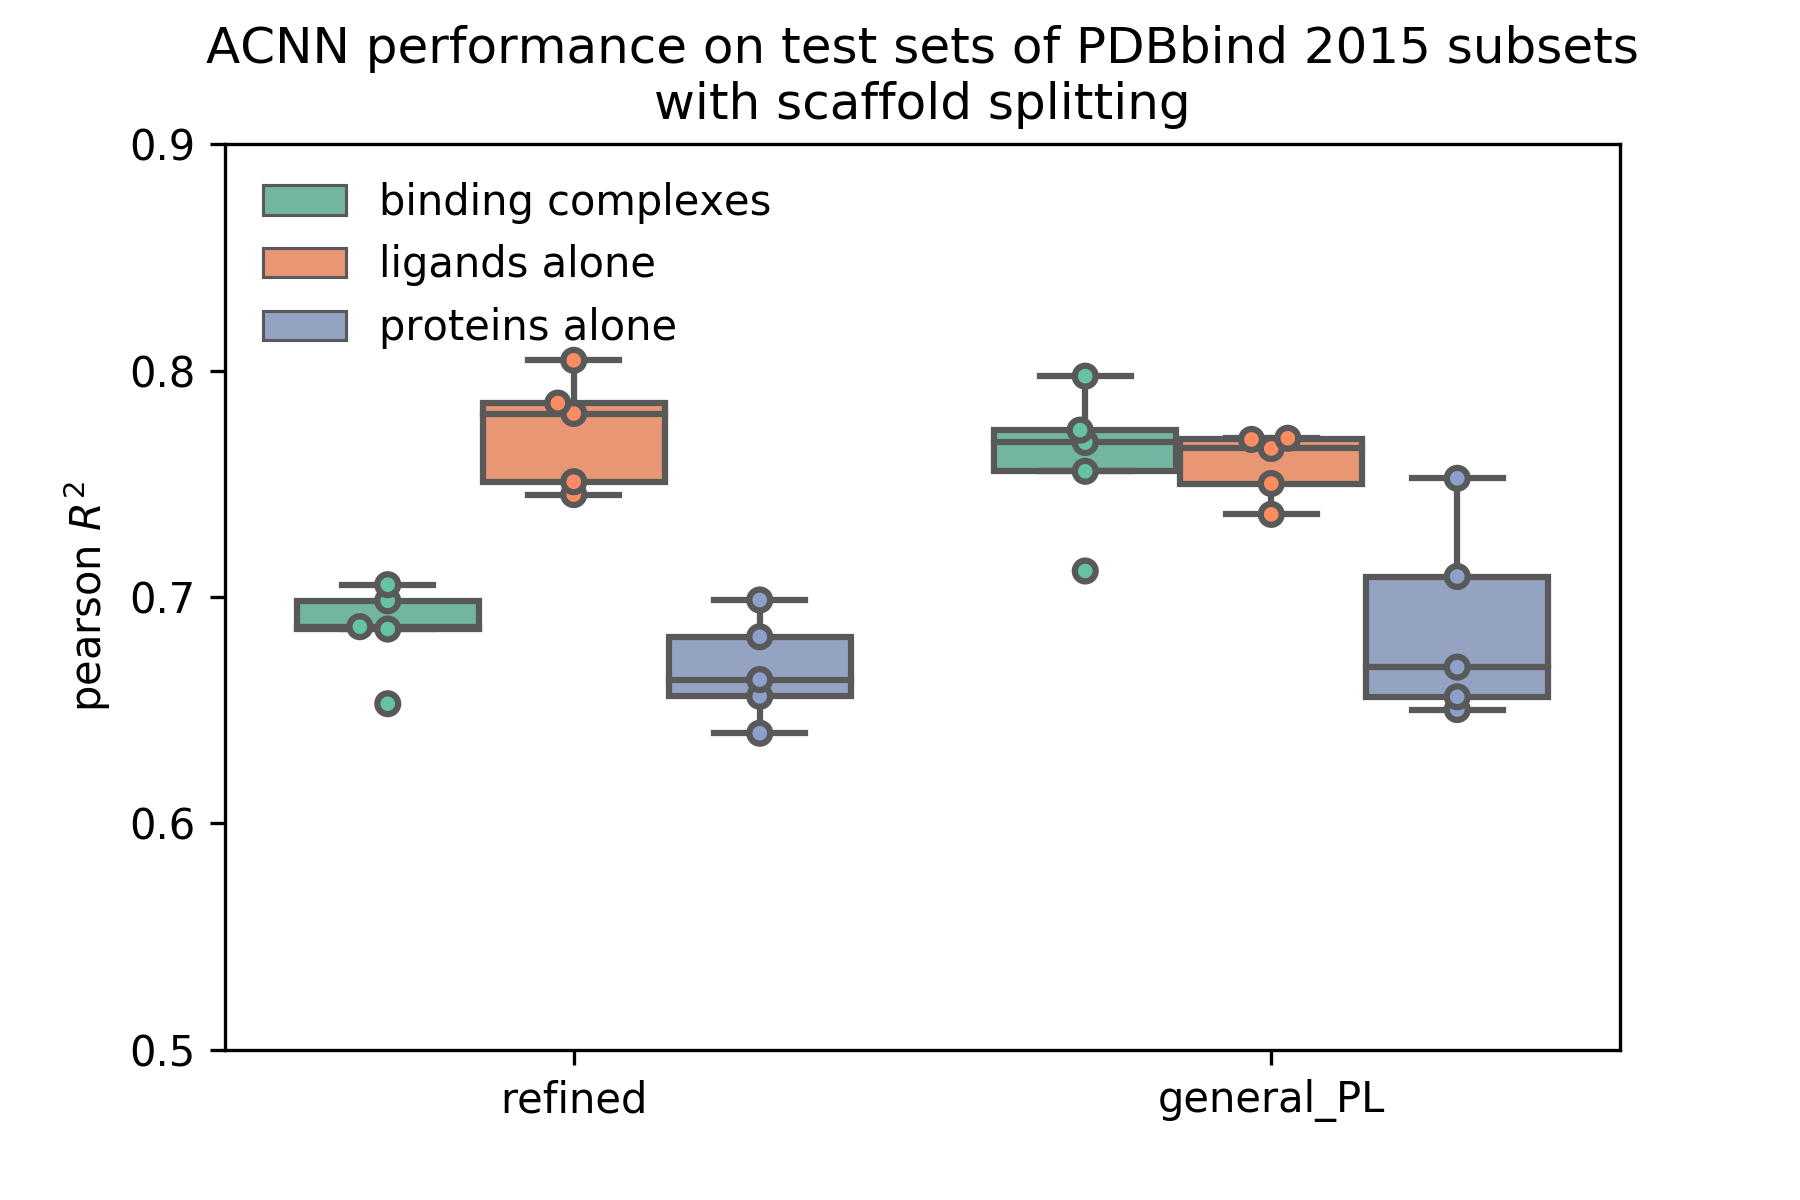 ACNN performance on test sets of PDBbind 2015 subsets
with scaffold splitting
0.9
0.8
0.7
0.6
0.5
pearson R²
binding complexes
ligands alone
proteins alone
refined
general_PL